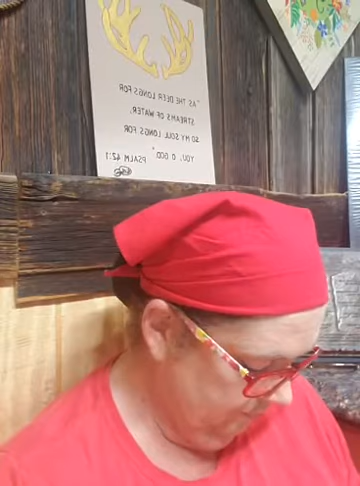 "AS THE DEER LONGS FOR
STREAMS OF WATER,
SO MY SOUL LONGS FOR
YOU, O GOD." PSALM 42:1